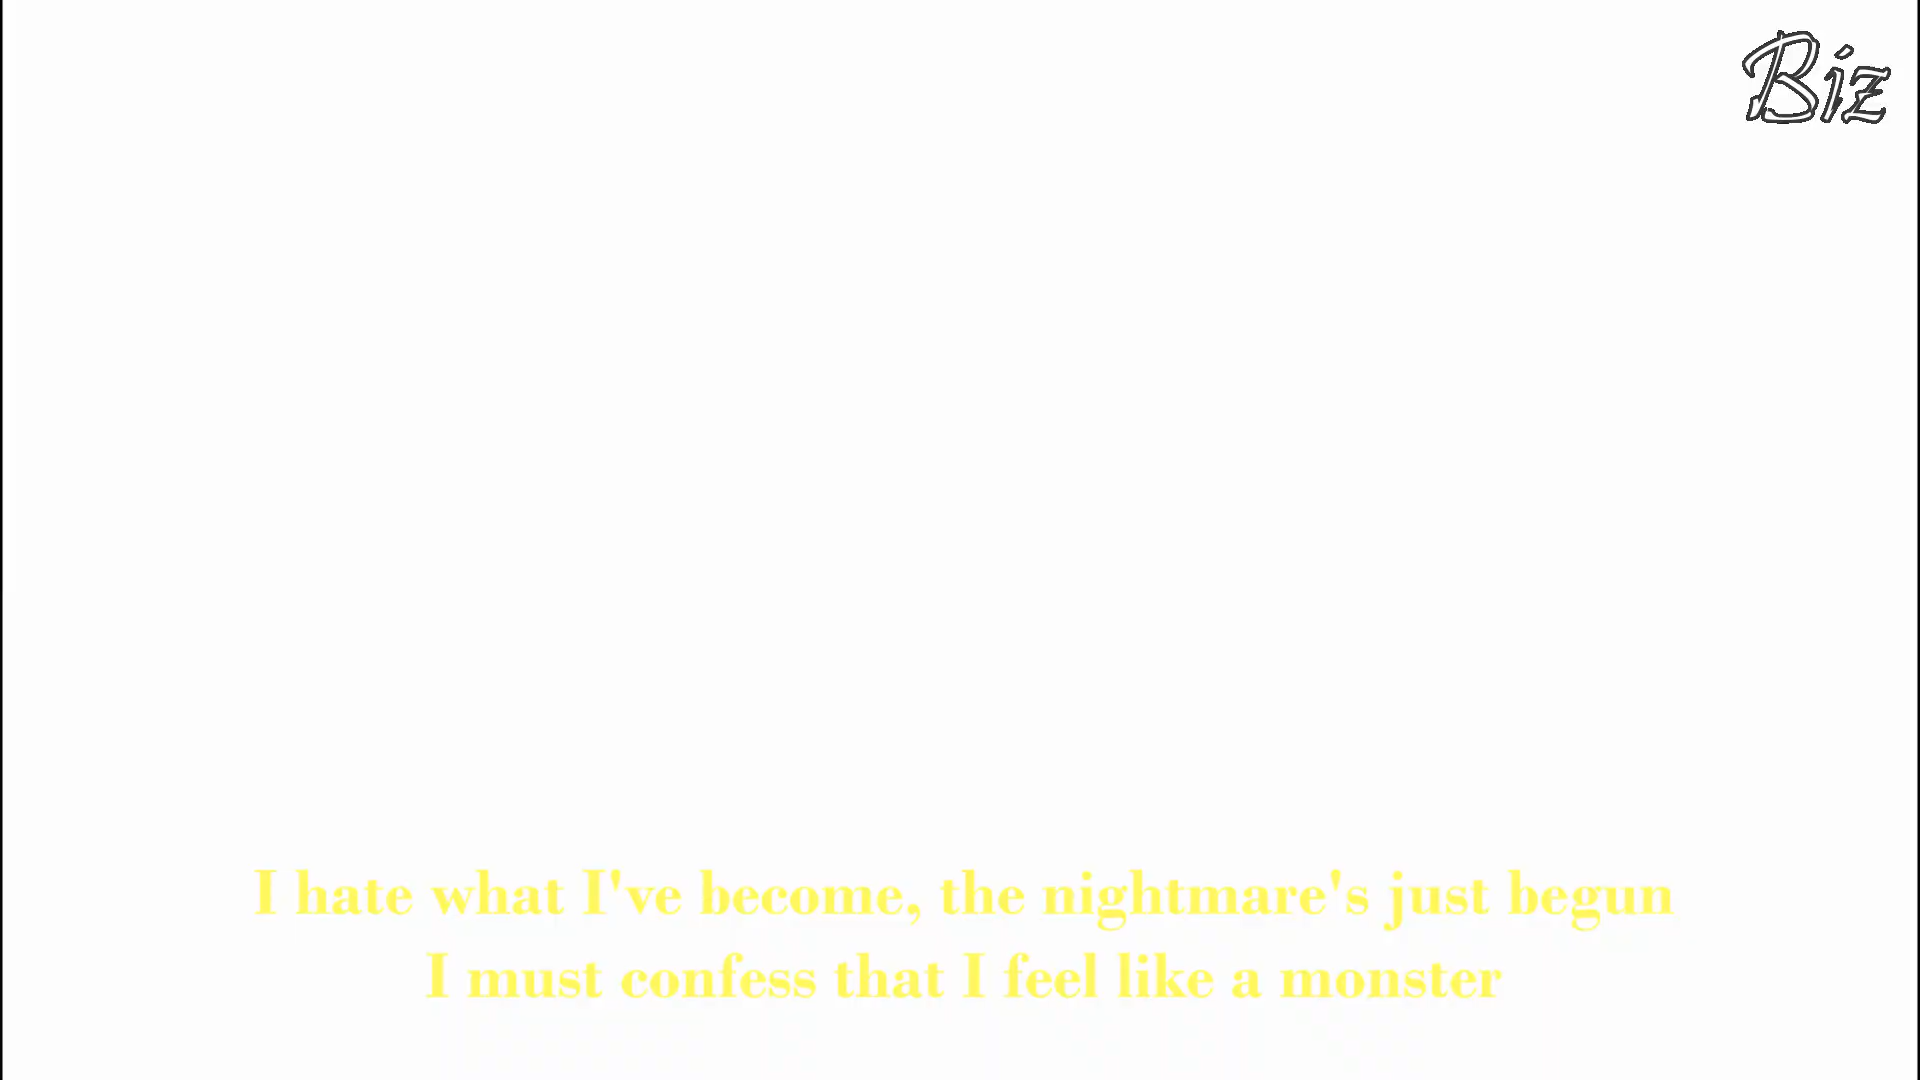 Biz
I hate what I've become, the nightmare's just begun
I must confess that I feel like a monster